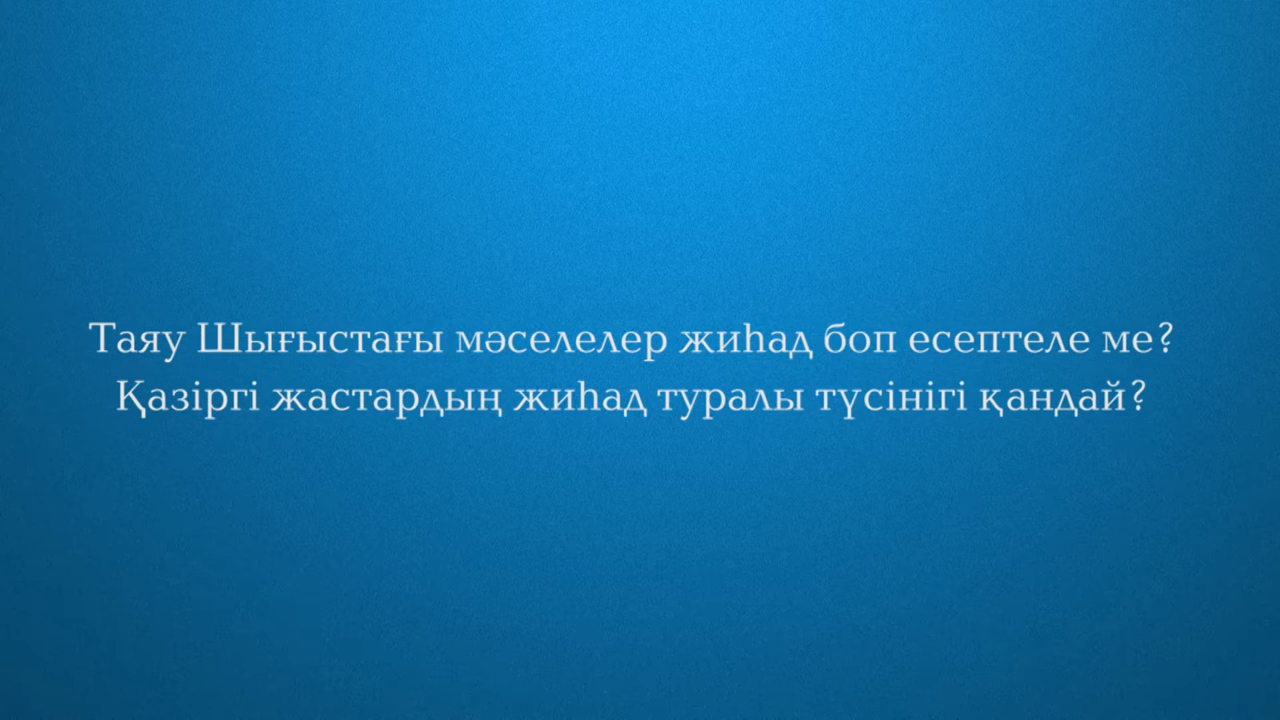 Таяу Шығыстағы мәселелер жиһад боп есептеле ме?
Қазіргі жастардың жиһад туралы түсінігі қандай?